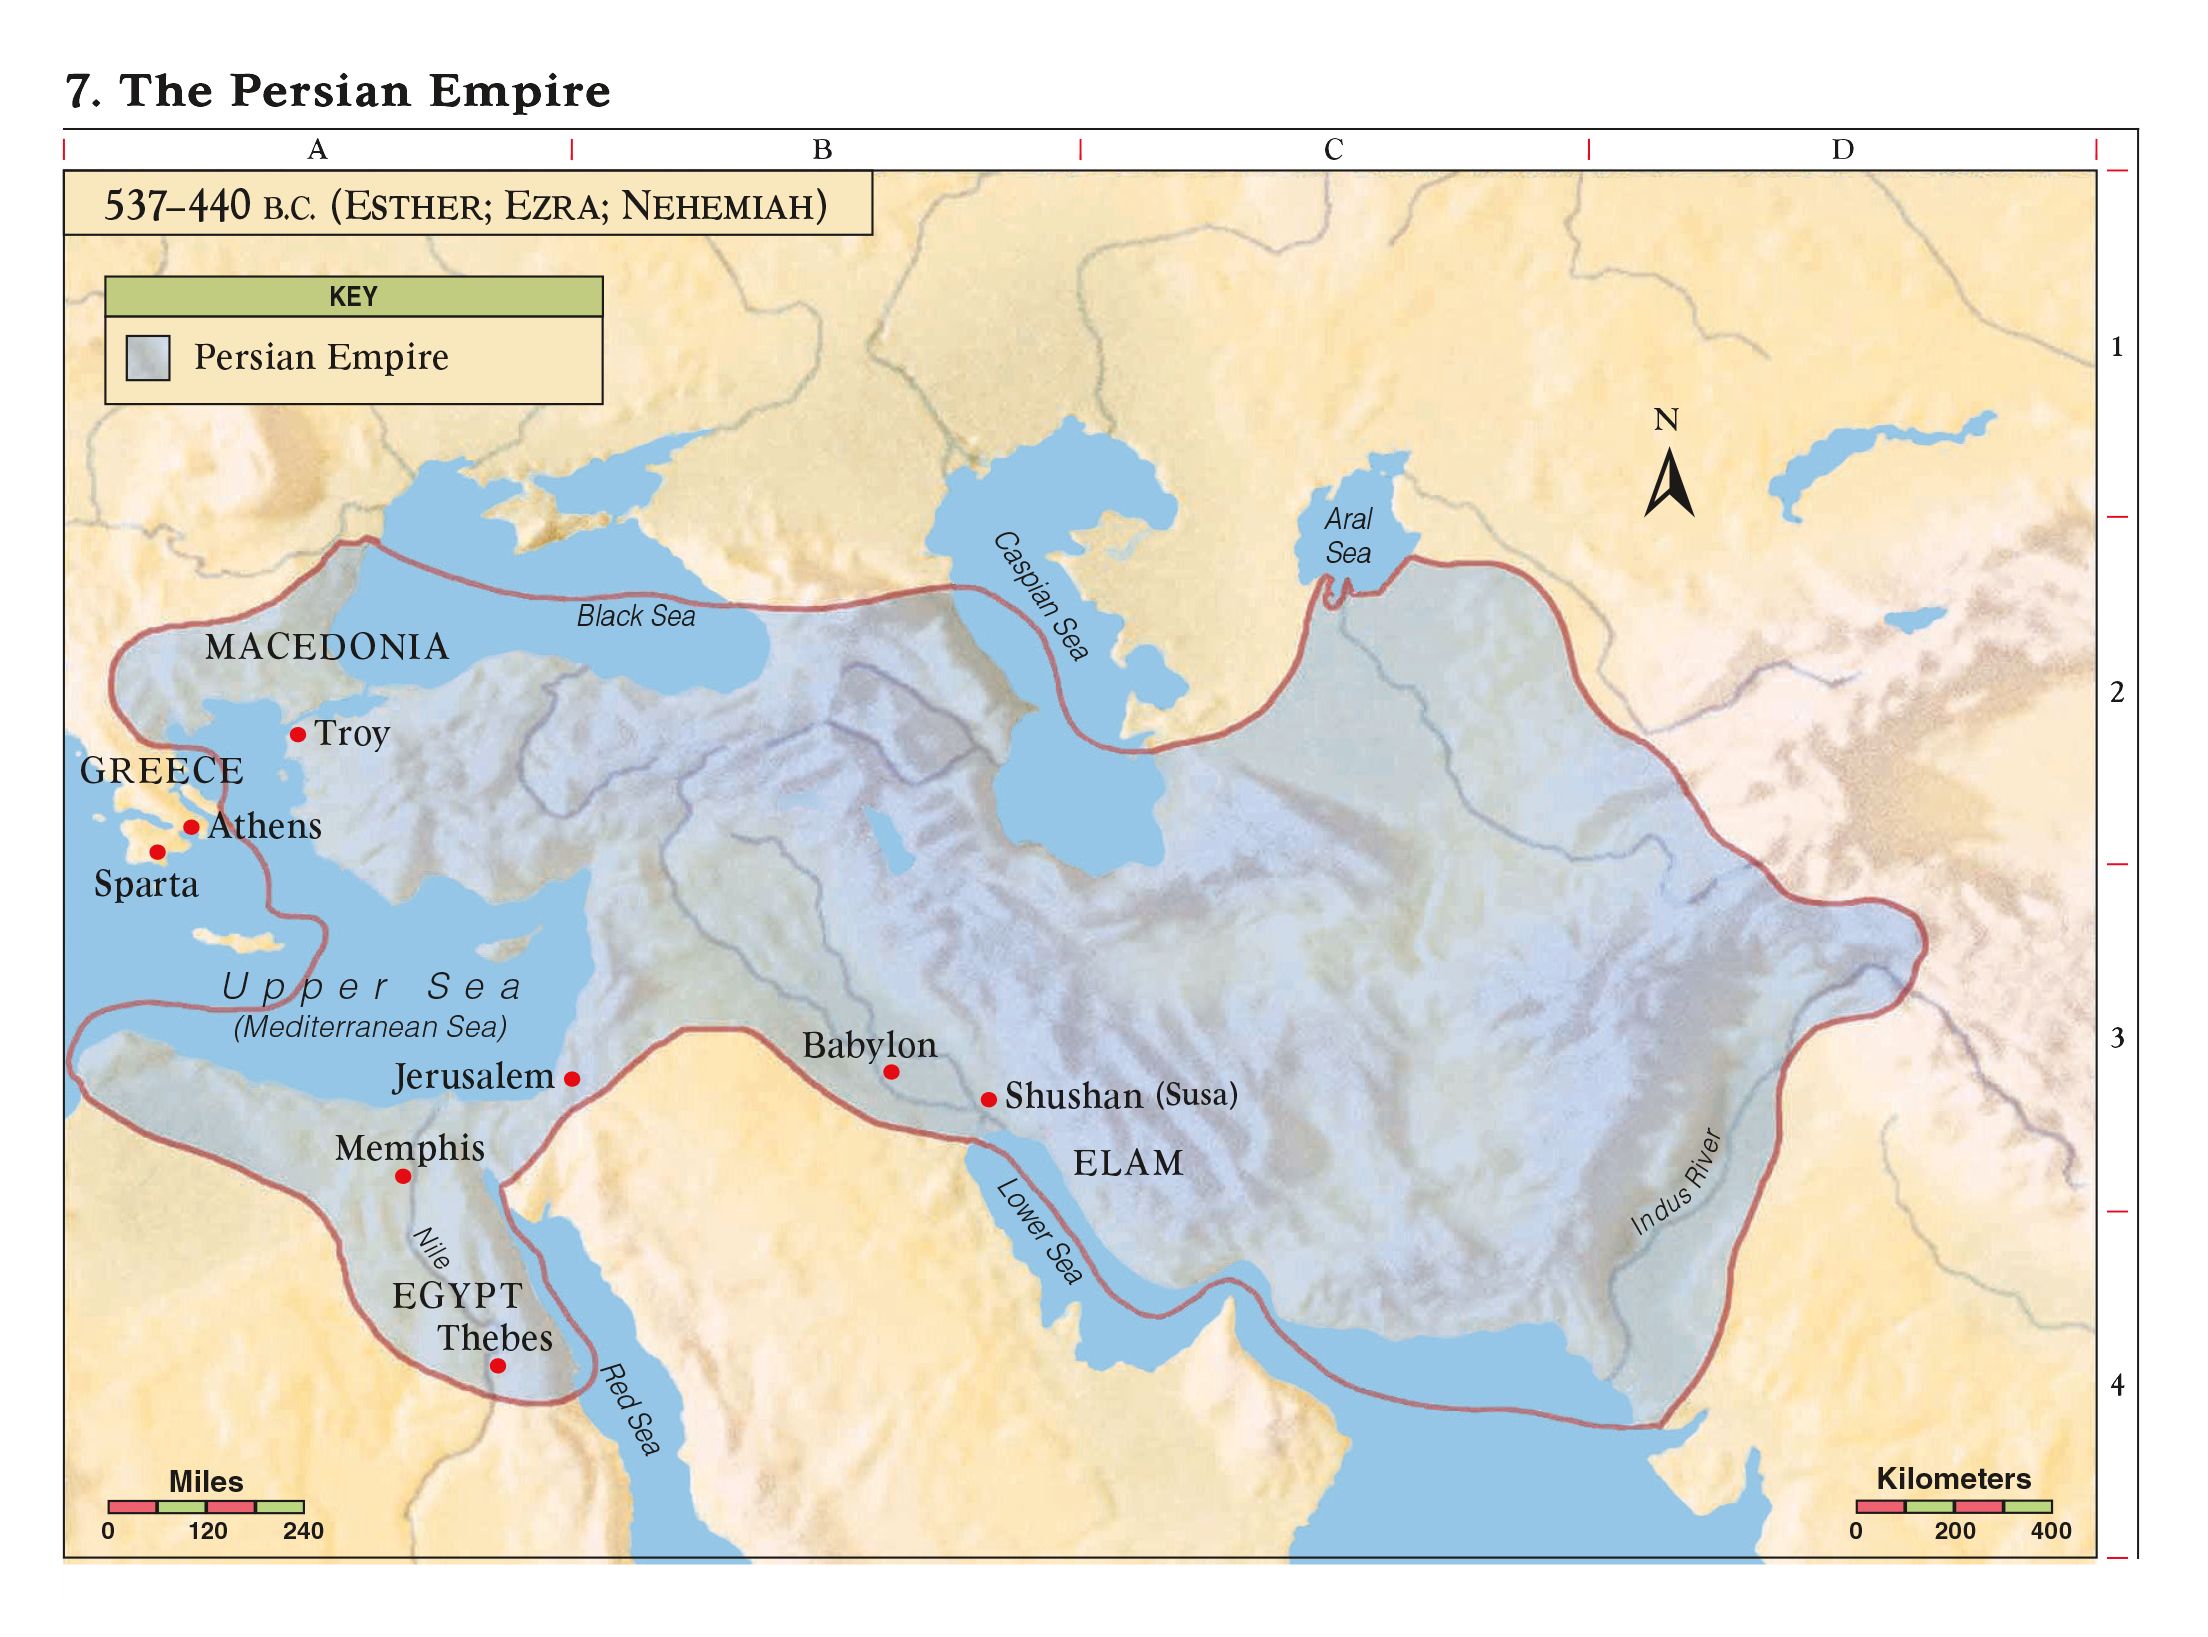 7. The Persian Empire
A B C D
537–440 B.C. (ESTHER; EZRA; NEHEMIAH)
KEY
Persian Empire
1
N
Aral
Sea
Caspian Sea
Black Sea
MACEDONIA
2
Troy
GREECE
Athens
Sparta
Upper Sea
(Mediterranean Sea)
3
Babylon
Jerusalem
Shushan (Susa)
Memphis
ELAM
Indus River
Lower Sea
Nile
EGYPT
Thebes
Red Sea
4
Miles
0 120 240
Kilometers
0 200 400